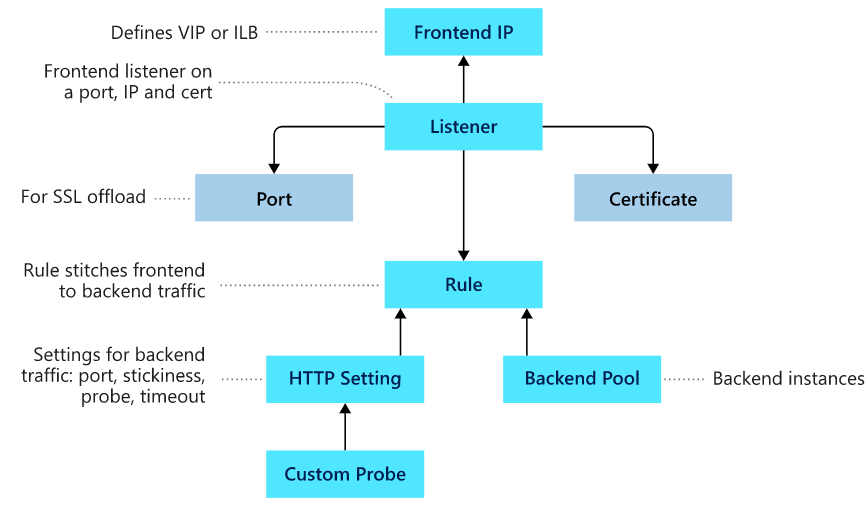 Defines VIP or ILB
Frontend IP
Frontend listener on
a port, IP and cert
Listener
For SSL offload
Port
Certificate
Rule stitches frontend
to backend traffic
Rule
Settings for backend
traffic: port, stickiness,
probe, timeout
HTTP Setting
Backend Pool
Backend instances
Custom Probe